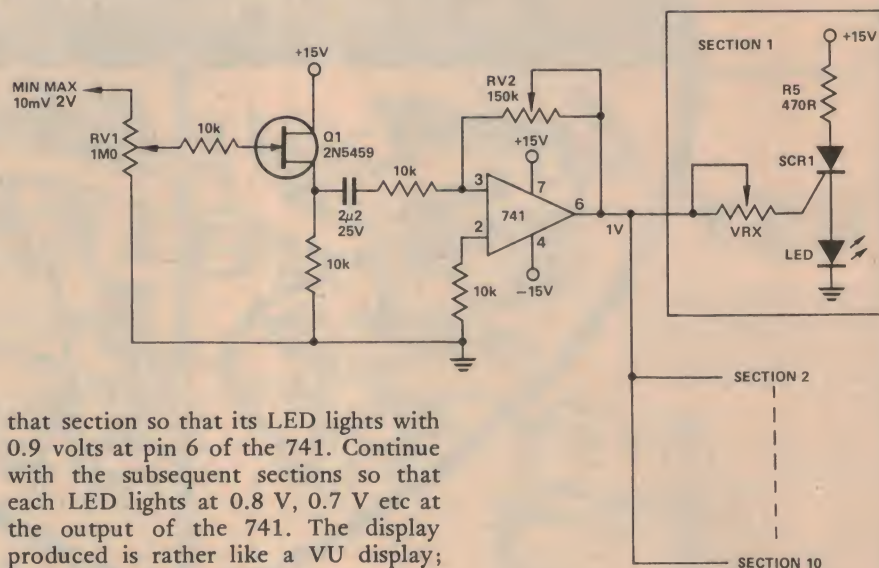 SECTION 1
+15V
R5
470R
SCR1
VRX
LED
+15V
MIN MAX
10mV 2V
RV1
1M0
10k
Q1
2N5459
2μ2
25V
10k
10k
RV2
150k
+15V
3
7
741
6
2
4
1V
-15V
10k
SECTION 2
SECTION 10
that section so that its LED lights with
0.9 volts at pin 6 of the 741. Continue
with the subsequent sections so that
each LED lights at 0.8 V, 0.7 V etc at
the output of the 741. The display
produced is rather like a VU display;